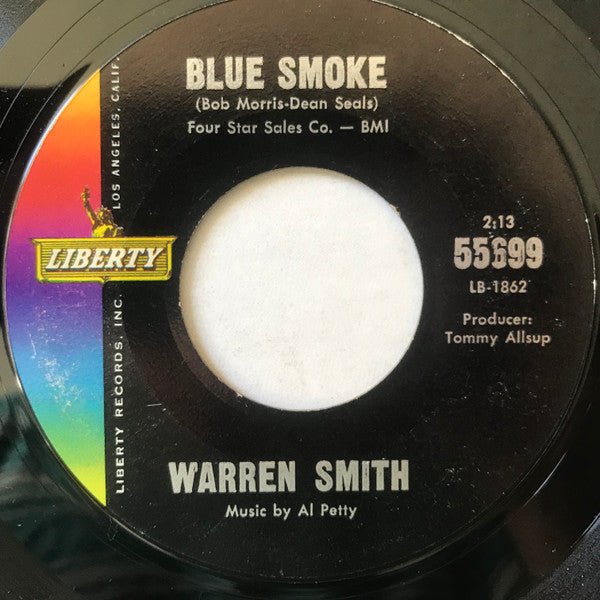 BLUE SMOKE
(Bob Morris-Dean Seals)
Four Star Sales Co. — BMI
LIBERTY RECORDS, INC. LOS ANGELES, CALIF.
LIBERTY
2:13
55699
LB-1862
Producer:
Tommy Allsup
WARREN SMITH
Music by Al Petty